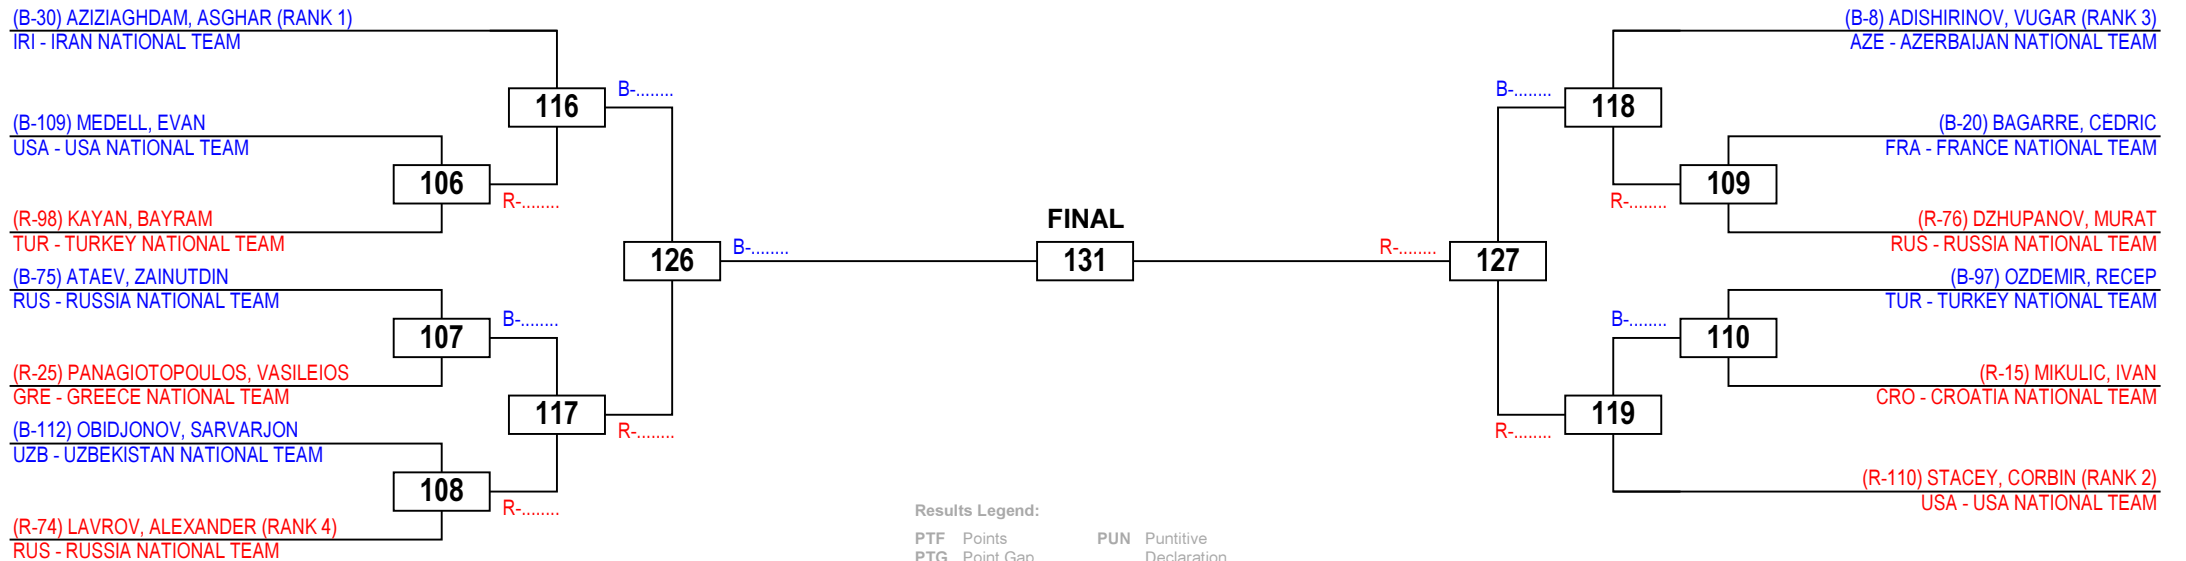 (B-30) AZIZIAGHDAM, ASGHAR (RANK 1)
IRI - IRAN NATIONAL TEAM
116
B-........
(B-109) MEDELL, EVAN
USA - USA NATIONAL TEAM
106
R-........
(R-98) KAYAN, BAYRAM
TUR - TURKEY NATIONAL TEAM
126
B-........
(B-75) ATAEV, ZAINUTDIN
RUS - RUSSIA NATIONAL TEAM
107
B-........
(R-25) PANAGIOTOPOULOS, VASILEIOS
GRE - GREECE NATIONAL TEAM
117
R-........
(B-112) OBIDJONOV, SARVARJON
UZB - UZBEKISTAN NATIONAL TEAM
108
R-........
(R-74) LAVROV, ALEXANDER (RANK 4)
RUS - RUSSIA NATIONAL TEAM
FINAL
131
(B-8) ADISHIRINOV, VUGAR (RANK 3)
AZE - AZERBAIJAN NATIONAL TEAM
B-........
118
(B-20) BAGARRE, CEDRIC
FRA - FRANCE NATIONAL TEAM
109
R-........
(R-76) DZHUPANOV, MURAT
RUS - RUSSIA NATIONAL TEAM
R-........
127
(B-97) OZDEMIR, RECEP
TUR - TURKEY NATIONAL TEAM
B-........
110
(R-15) MIKULIC, IVAN
CRO - CROATIA NATIONAL TEAM
119
R-........
(R-110) STACEY, CORBIN (RANK 2)
USA - USA NATIONAL TEAM
Results Legend:
PTF Points
PUN Puntitive
PTG Point Gap
Declaration